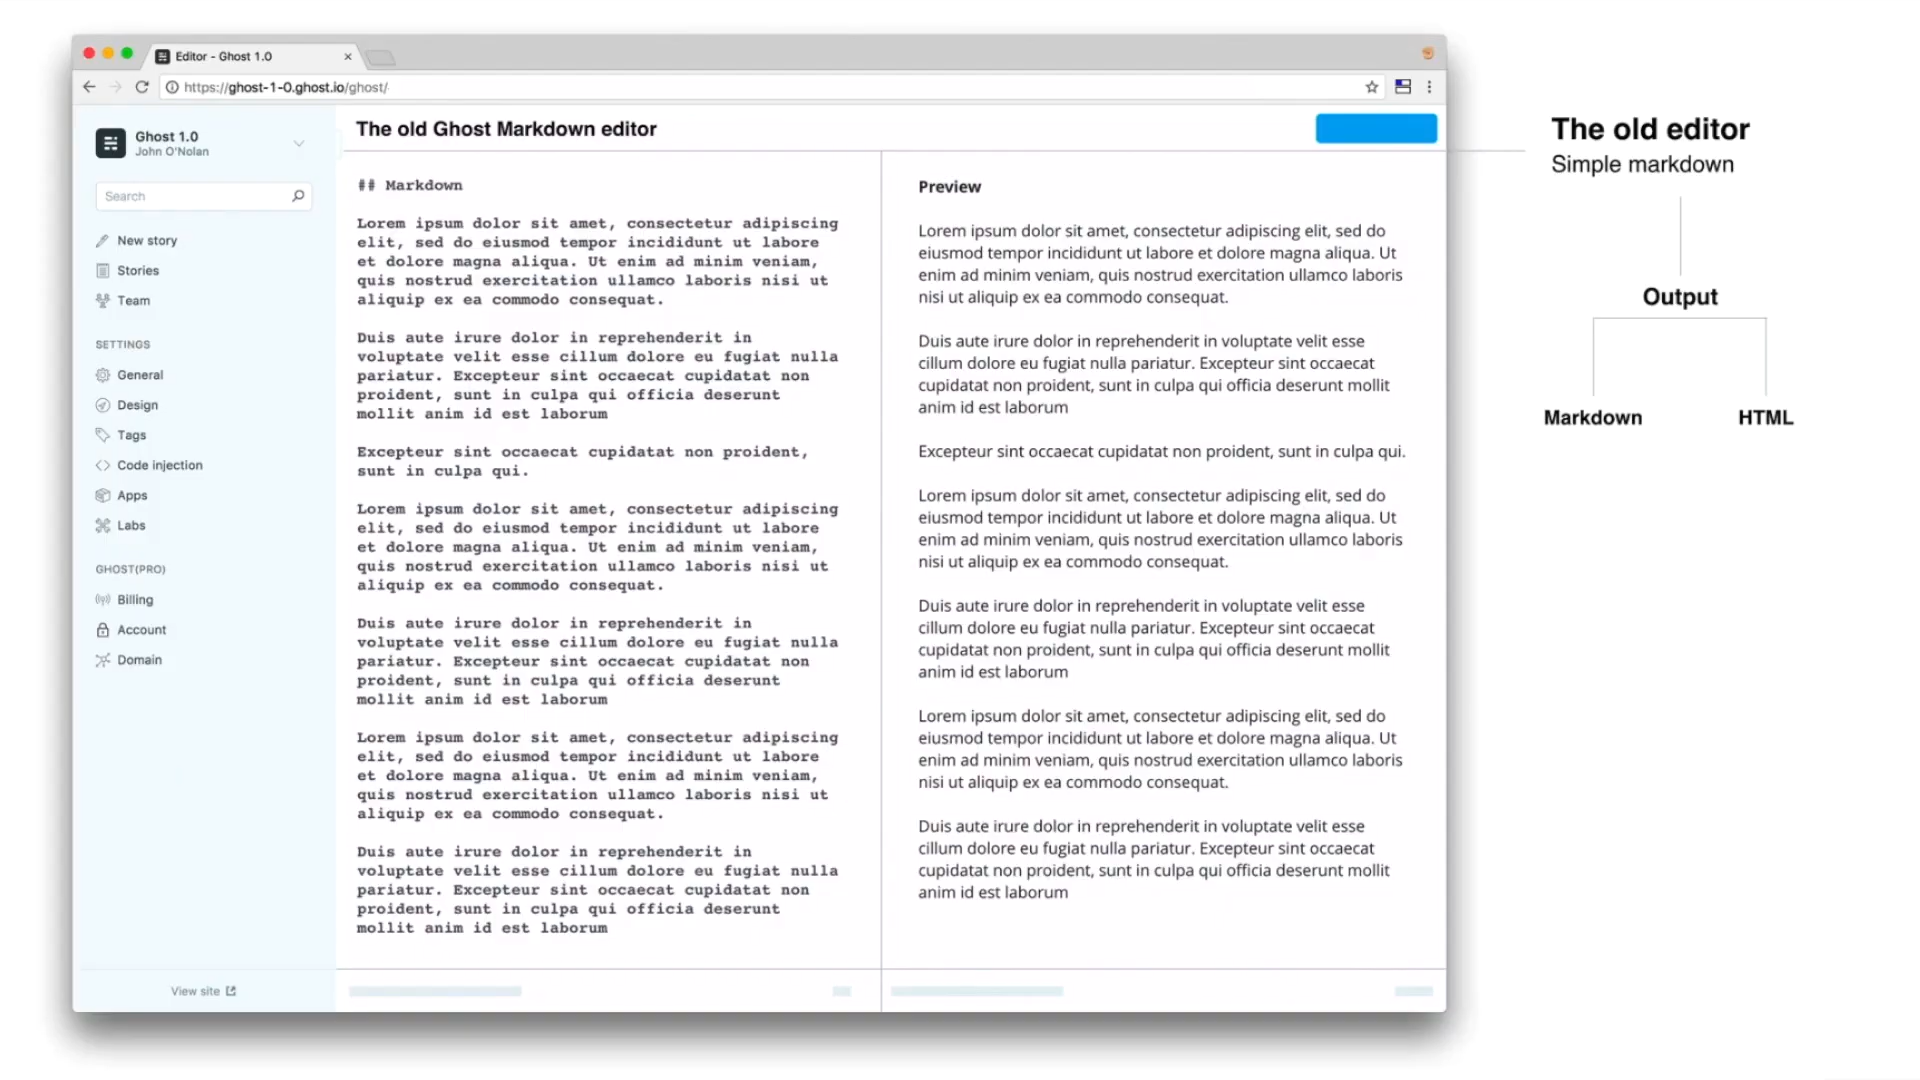 Editor - Ghost 1.0
https://ghost-1-0.ghost.io/ghost/
Ghost 1.0
John O'Nolan
Search
New story
Stories
Team
SETTINGS
General
Design
Tags
Code injection
Apps
Labs
GHOST(PRO)
Billing
Account
Domain
View site
The old Ghost Markdown editor
## Markdown
Lorem ipsum dolor sit amet, consectetur adipiscing
elit, sed do eiusmod tempor incididunt ut labore
et dolore magna aliqua. Ut enim ad minim veniam,
quis nostrud exercitation ullamco laboris nisi ut
aliquip ex ea commodo consequat.
Duis aute irure dolor in reprehenderit in
voluptate velit esse cillum dolore eu fugiat nulla
pariatur. Excepteur sint occaecat cupidatat non
proident, sunt in culpa qui officia deserunt
mollit anim id est laborum
Excepteur sint occaecat cupidatat non proident,
sunt in culpa qui.
Lorem ipsum dolor sit amet, consectetur adipiscing
elit, sed do eiusmod tempor incididunt ut labore
et dolore magna aliqua. Ut enim ad minim veniam,
quis nostrud exercitation ullamco laboris nisi ut
aliquip ex ea commodo consequat.
Duis aute irure dolor in reprehenderit in
voluptate velit esse cillum dolore eu fugiat nulla
pariatur. Excepteur sint occaecat cupidatat non
proident, sunt in culpa qui officia deserunt
mollit anim id est laborum
Lorem ipsum dolor sit amet, consectetur adipiscing
elit, sed do eiusmod tempor incididunt ut labore
et dolore magna aliqua. Ut enim ad minim veniam,
quis nostrud exercitation ullamco laboris nisi ut
aliquip ex ea commodo consequat.
Duis aute irure dolor in reprehenderit in
voluptate velit esse cillum dolore eu fugiat nulla
pariatur. Excepteur sint occaecat cupidatat non
proident, sunt in culpa qui officia deserunt
mollit anim id est laborum
Preview
Lorem ipsum dolor sit amet, consectetur adipiscing elit, sed do
eiusmod tempor incididunt ut labore et dolore magna aliqua. Ut
enim ad minim veniam, quis nostrud exercitation ullamco laboris
nisi ut aliquip ex ea commodo consequat.
Duis aute irure dolor in reprehenderit in voluptate velit esse
cillum dolore eu fugiat nulla pariatur. Excepteur sint occaecat
cupidatat non proident, sunt in culpa qui officia deserunt mollit
anim id est laborum
Excepteur sint occaecat cupidatat non proident, sunt in culpa qui.
Lorem ipsum dolor sit amet, consectetur adipiscing elit, sed do
eiusmod tempor incididunt ut labore et dolore magna aliqua. Ut
enim ad minim veniam, quis nostrud exercitation ullamco laboris
nisi ut aliquip ex ea commodo consequat.
Duis aute irure dolor in reprehenderit in voluptate velit esse
cillum dolore eu fugiat nulla pariatur. Excepteur sint occaecat
cupidatat non proident, sunt in culpa qui officia deserunt mollit
anim id est laborum
Lorem ipsum dolor sit amet, consectetur adipiscing elit, sed do
eiusmod tempor incididunt ut labore et dolore magna aliqua. Ut
enim ad minim veniam, quis nostrud exercitation ullamco laboris
nisi ut aliquip ex ea commodo consequat.
Duis aute irure dolor in reprehenderit in voluptate velit esse
cillum dolore eu fugiat nulla pariatur. Excepteur sint occaecat
cupidatat non proident, sunt in culpa qui officia deserunt mollit
anim id est laborum
The old editor
Simple markdown
Output
Markdown
HTML